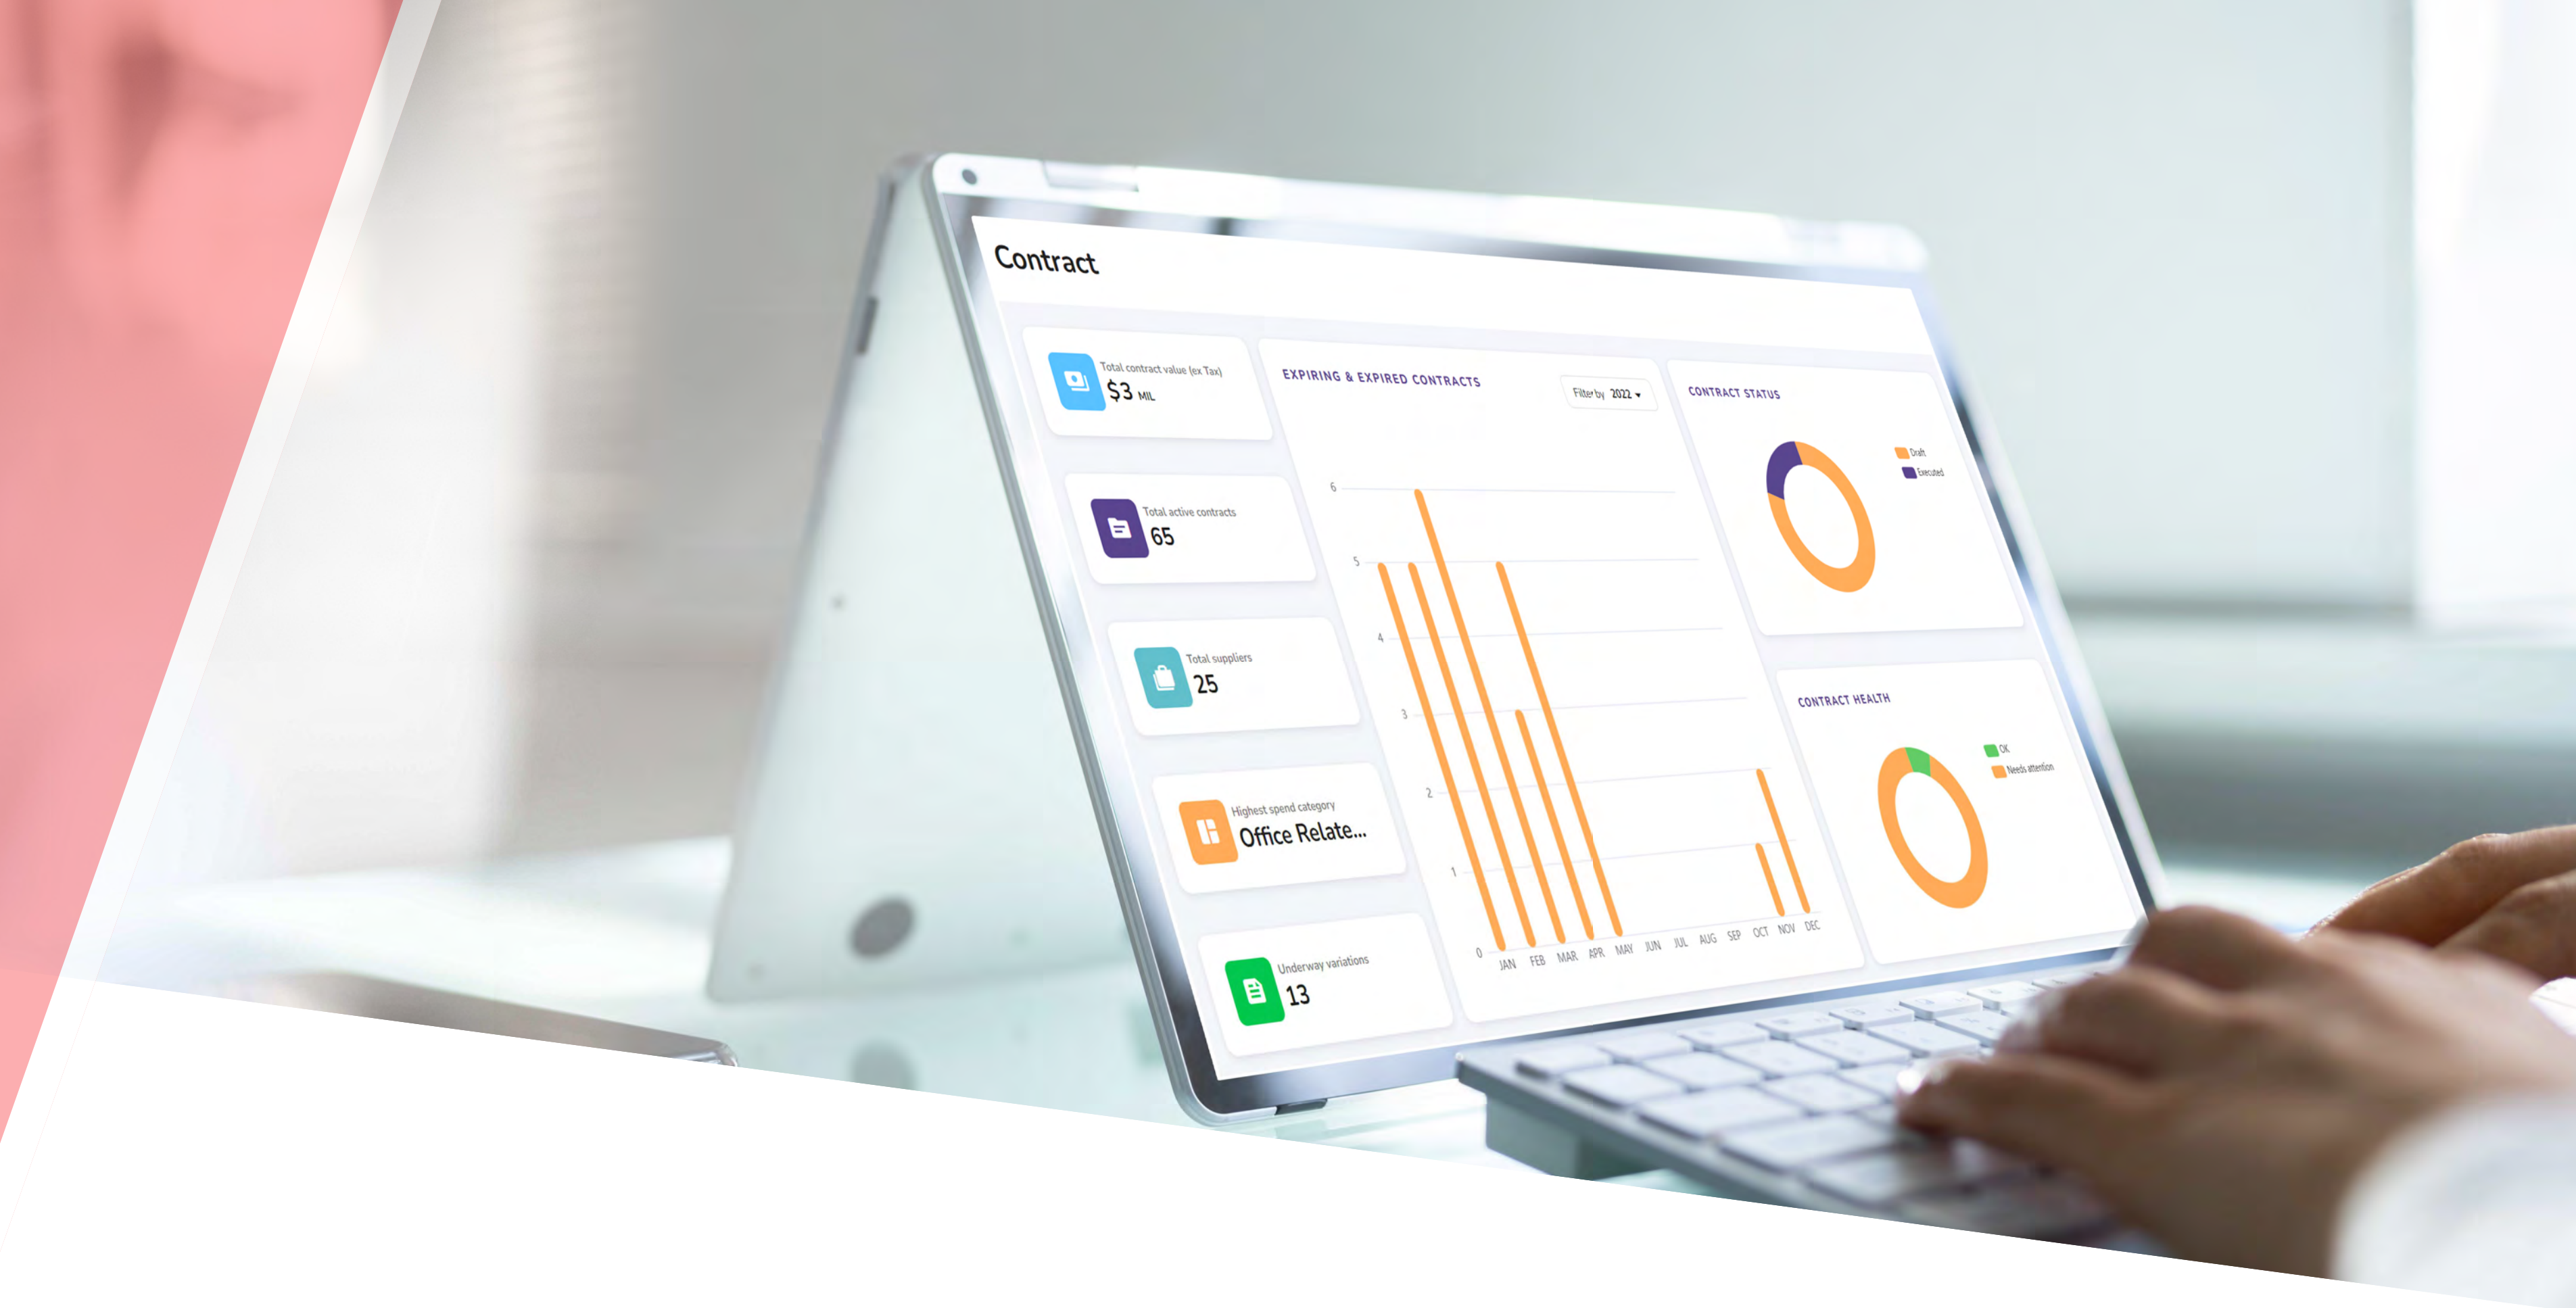 Contract
Total contract value (ex Tax)
$3 MIL
Total active contracts
65
Total suppliers
25
Highest spend category
Office Relate...
Underway variations
13
EXPIRING & EXPIRED CONTRACTS
Filter by 2022
6
5
4
3
2
1
0
JAN FEB MAR APR MAY JUN JUL AUG SEP OCT NOV DEC
CONTRACT STATUS
Draft
Executed
CONTRACT HEALTH
OK
Needs attention